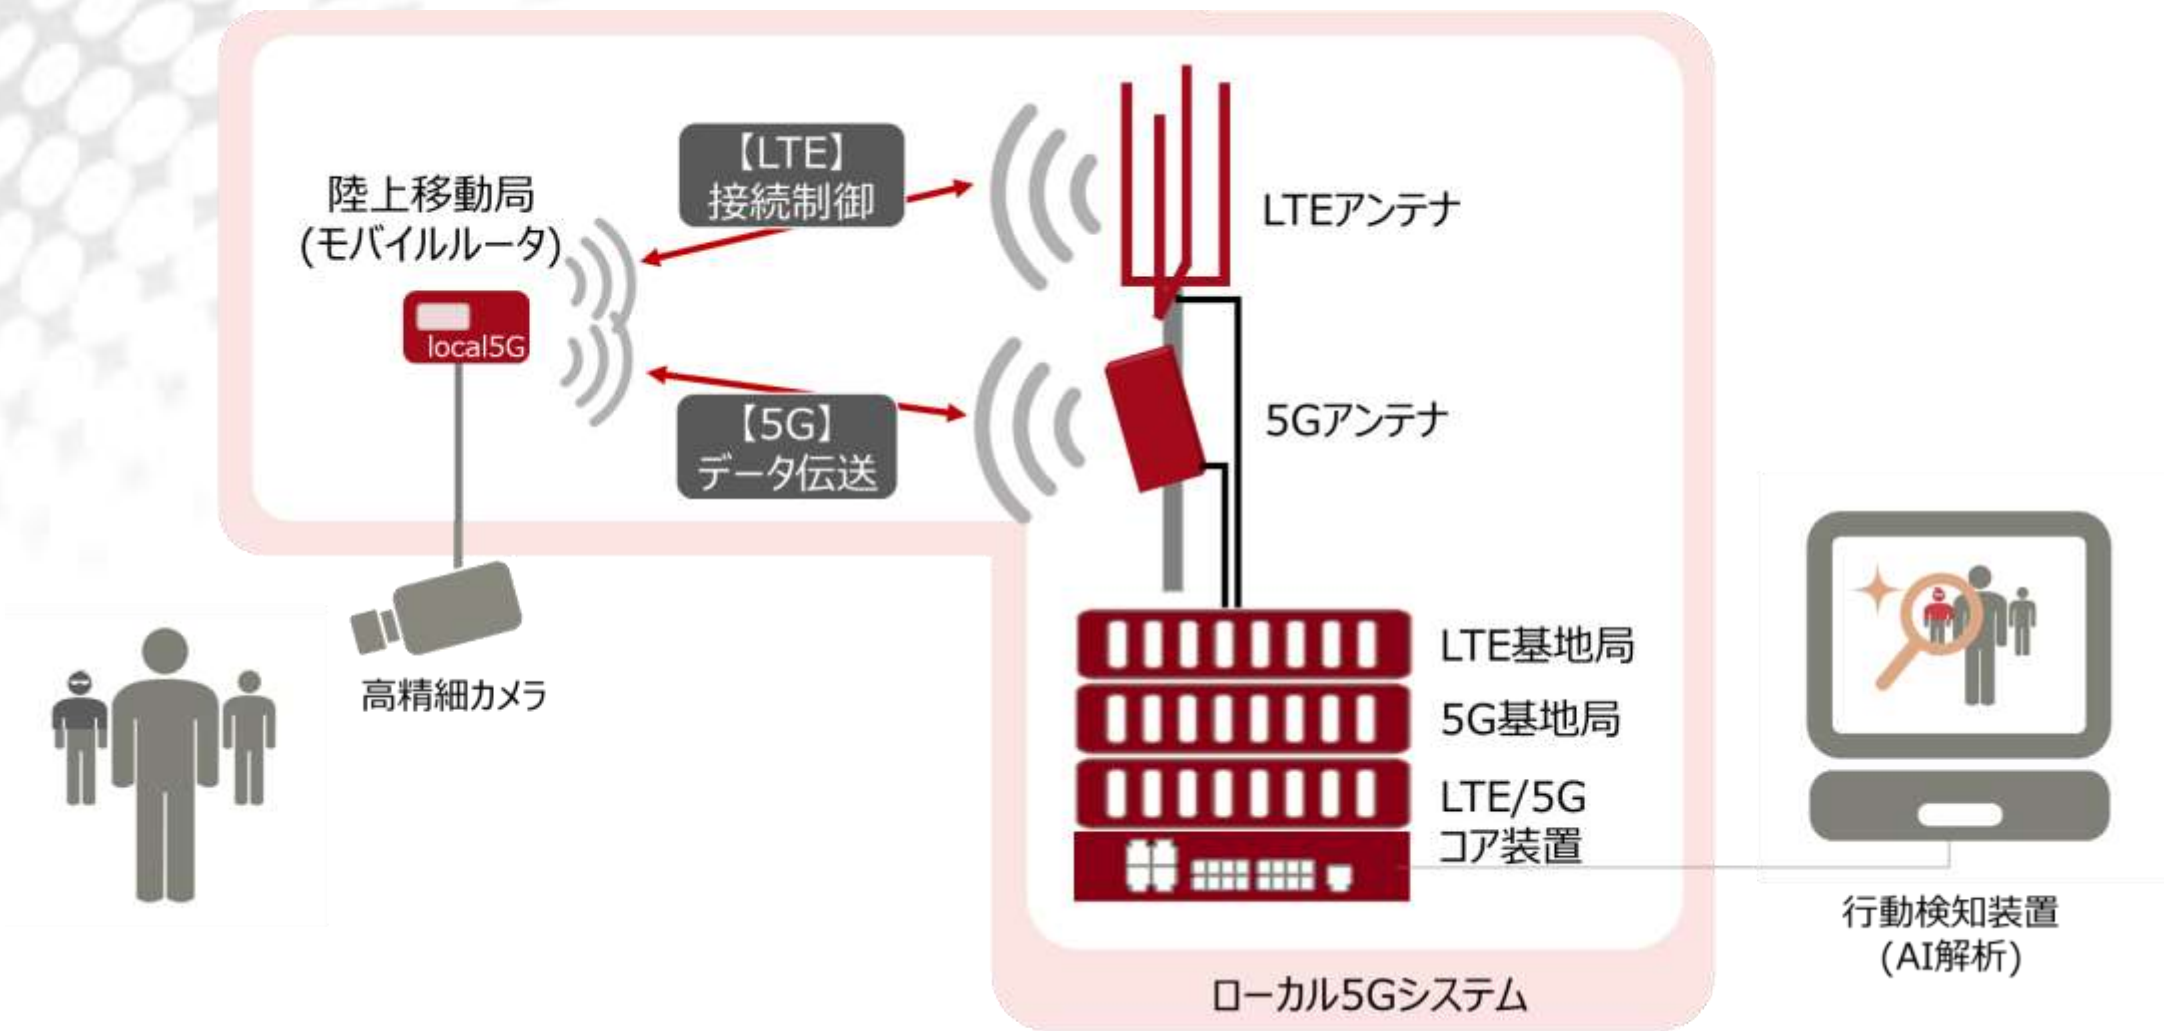 【LTE】
接続制御
陸上移動局
(モバイルルータ)
LTEアンテナ
local5G
【5G】
データ伝送
5Gアンテナ
高精細カメラ
LTE基地局
5G基地局
LTE/5G
コア装置
行動検知装置
(AI解析)
ローカル5Gシステム